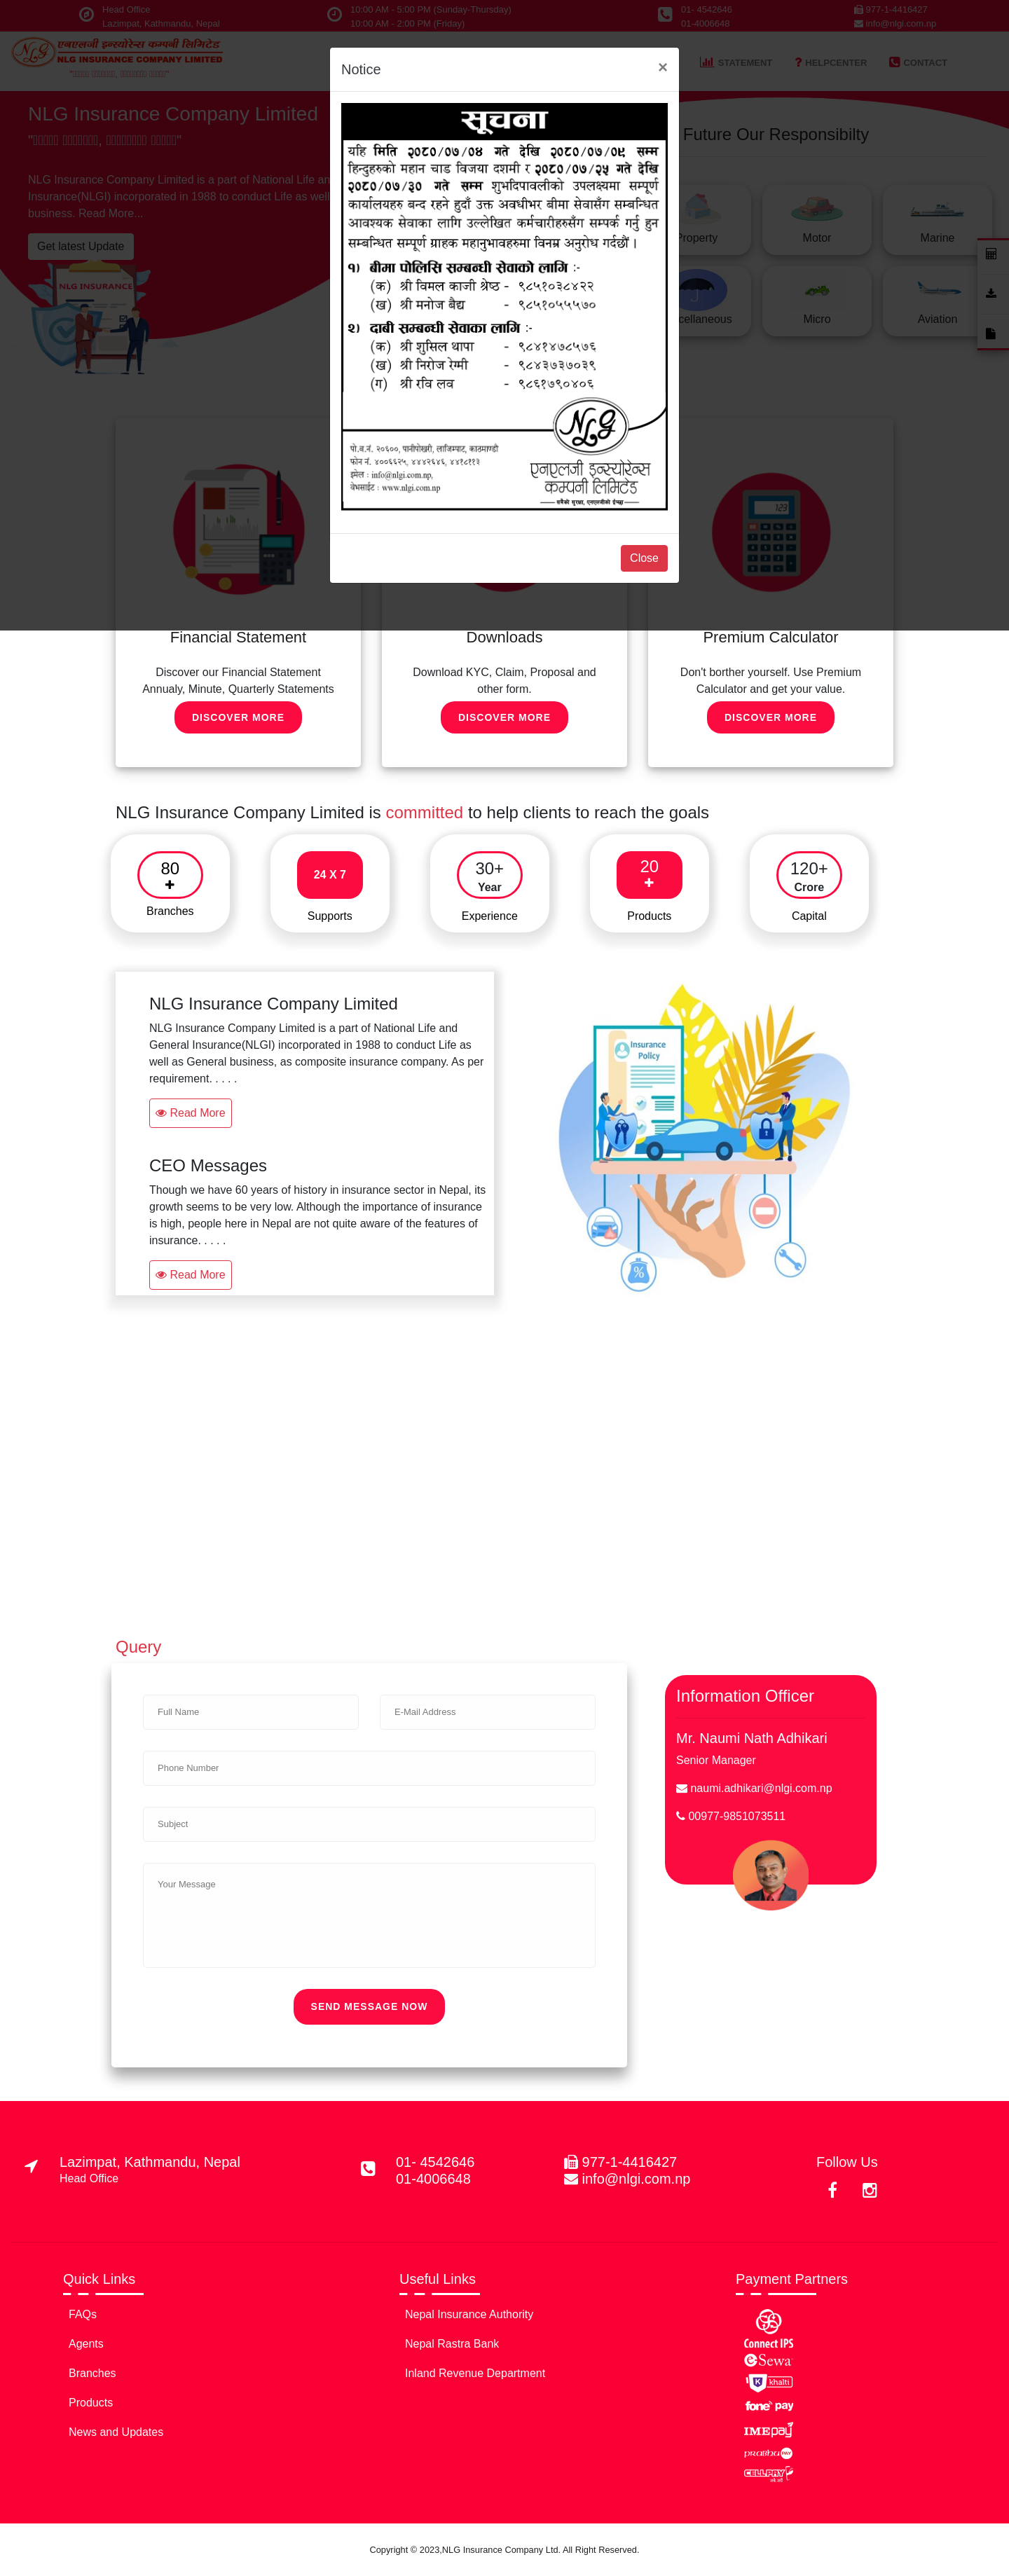 Head Office
Lazimpat, Kathmandu, Nepal
10:00 AM - 5:00 PM (Sunday-Thursday)
10:00 AM - 2:00 PM (Friday)
01- 4542646
01-4006648
977-1-4416427
info@nlgi.com.np
एनएलजी इन्स्योरेन्स कम्पनी लिमिटेड
NLG INSURANCE COMPANY LIMITED
STATEMENT
HELPCENTER
CONTACT
NLG Insurance Company Limited
NLG Insurance Company Limited is a part of National Life an
Insurance(NLGI) incorporated in 1988 to conduct Life as well
business. Read More...
Get latest Update
NLG INSURANCE
Future Our Responsibilty
Property
Motor
Marine
cellaneous
Micro
Aviation
Notice
×
सूचना
यहि मिति २०८०/०७/०४ गते देखि २०८०/०७/०९ सम्म
हिन्दुहरुको महान चाड विजया दशमी र २०८०/०७/२५ गते देखि
२०८०/०७/३० गते सम्म शुभदिपावलीको उपलक्ष्यमा सम्पूर्ण
कार्यालयहरु बन्द रहने हुदाँ उक्त अवधीभर बीमा सेवासँग सम्वन्धित
आवश्यक सेवाका लागि उल्लेखित कर्मचारीहरुसँग सम्पर्क गर्नु हुन
सम्वन्धित सम्पूर्ण ग्राहक महानुभावहरुमा विनम्र अनुरोध गर्दछौं ।
१) बीमा पोलिसि सम्बन्धी सेवाको लागि :-
(क) श्री विमल काजी श्रेष्ठ - ९८५१०३८४२२
(ख) श्री मनोज बैद्य - ९८५१०५५५७०
२) दाबी सम्बन्धी सेवाका लागि :-
(क) श्री शुसिल थापा - ९८४१४७८५७६
(ख) श्री निरोज रेग्मी - ९८४३७३७०३९
(ग) श्री रवि लव - ९८६१७९०४०६
NLG
पो.व.नं. २०६००, पानीपोखरी, लाजिम्पाट, काठमाण्डौ
फोन नं. ४००६६२५, ४४४२६४६, ४४१८११३
इमेल : info@nlgi.com.np,
वेभसाईट : www.nlgi.com.np
एनएलजी इन्स्योरेन्स
कम्पनी लिमिटेड
Close
Financial Statement
Discover our Financial Statement
Annualy, Minute, Quarterly Statements
DISCOVER MORE
Downloads
Download KYC, Claim, Proposal and
other form.
DISCOVER MORE
123
Premium Calculator
Don't borther yourself. Use Premium
Calculator and get your value.
DISCOVER MORE
NLG Insurance Company Limited is committed to help clients to reach the goals
80
+
Branches
24 X 7
Supports
30+
Year
Experience
20
+
Products
120+
Crore
Capital
NLG Insurance Company Limited
NLG Insurance Company Limited is a part of National Life and
General Insurance(NLGI) incorporated in 1988 to conduct Life as
well as General business, as composite insurance company. As per
requirement. . . . .
Read More
CEO Messages
Though we have 60 years of history in insurance sector in Nepal, its
growth seems to be very low. Although the importance of insurance
is high, people here in Nepal are not quite aware of the features of
insurance. . . . .
Read More
Insurance
Policy
%
Query
Full Name
E-Mail Address
Phone Number
Subject
Your Message
SEND MESSAGE NOW
Information Officer
Mr. Naumi Nath Adhikari
Senior Manager
naumi.adhikari@nlgi.com.np
00977-9851073511
Lazimpat, Kathmandu, Nepal
Head Office
01- 4542646
01-4006648
977-1-4416427
info@nlgi.com.np
Follow Us
Quick Links
FAQs
Agents
Branches
Products
News and Updates
Useful Links
Nepal Insurance Authority
Nepal Rastra Bank
Inland Revenue Department
Payment Partners
Connect IPS
eSewa
khalti
fone pay
IME pay
prabhu PAY
CELLPAY
Copyright © 2023,NLG Insurance Company Ltd. All Right Reserved.